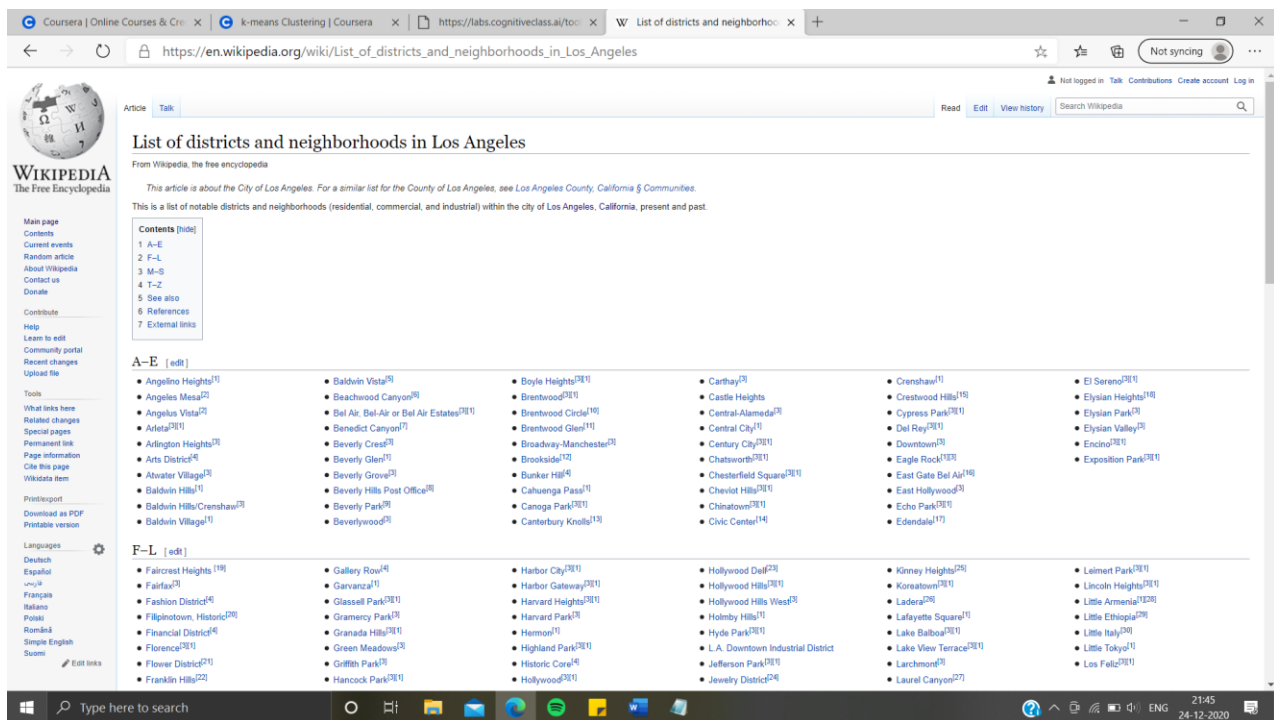 Coursera | Online Courses & Cre
k-means Clustering | Coursera
https://labs.cognitiveclass.ai/tool
List of districts and neighborhoo
https://en.wikipedia.org/wiki/List_of_districts_and_neighborhoods_in_Los_Angeles
Not syncing
Not logged in Talk Contributions Create account Log in
Article Talk
Read Edit View history Search Wikipedia
WIKIPEDIA
The Free Encyclopedia
Main page
Contents
Current events
Random article
About Wikipedia
Contact us
Donate
Contribute
Help
Learn to edit
Community portal
Recent changes
Upload file
Tools
What links here
Related changes
Special pages
Permanent link
Page information
Cite this page
Wikidata item
Print/export
Download as PDF
Printable version
Languages
Deutsch
Español
فارسی
Français
Italiano
Polski
Română
Simple English
Suomi
Edit links
List of districts and neighborhoods in Los Angeles
From Wikipedia, the free encyclopedia
This article is about the City of Los Angeles. For a similar list for the County of Los Angeles, see Los Angeles County, California § Communities.
This is a list of notable districts and neighborhoods (residential, commercial, and industrial) within the city of Los Angeles, California, present and past.
Contents [hide]
1 A–E
2 F–L
3 M–S
4 T–Z
5 See also
6 References
7 External links
A–E [edit]
Angelino Heights[1]
Angeles Mesa[2]
Angelus Vista[2]
Arleta[3][1]
Arlington Heights[3]
Arts District[4]
Atwater Village[3]
Baldwin Hills[1]
Baldwin Hills/Crenshaw[3]
Baldwin Village[1]
Baldwin Vista[5]
Beachwood Canyon[6]
Bel Air, Bel-Air or Bel Air Estates[3][1]
Benedict Canyon[7]
Beverly Crest[3]
Beverly Glen[1]
Beverly Grove[3]
Beverly Hills Post Office[8]
Beverly Park[9]
Beverlywood[3]
Boyle Heights[3][1]
Brentwood[3][1]
Brentwood Circle[10]
Brentwood Glen[11]
Broadway-Manchester[3]
Brookside[12]
Bunker Hill[4]
Cahuenga Pass[1]
Canoga Park[3][1]
Canterbury Knolls[13]
Carthay[3]
Castle Heights
Central-Alameda[3]
Central City[1]
Century City[3][1]
Chatsworth[3][1]
Chesterfield Square[3][1]
Cheviot Hills[3][1]
Chinatown[3][1]
Civic Center[14]
Crenshaw[1]
Crestwood Hills[15]
Cypress Park[3][1]
Del Rey[3][1]
Downtown[3]
Eagle Rock[1][3]
East Gate Bel Air[16]
East Hollywood[3]
Echo Park[3][1]
Edendale[17]
El Sereno[3][1]
Elysian Heights[18]
Elysian Park[3]
Elysian Valley[3]
Encino[3][1]
Exposition Park[3][1]
F–L [edit]
Faircrest Heights [19]
Fairfax[3]
Fashion District[4]
Filipinotown, Historic[20]
Financial District[4]
Florence[3][1]
Flower District[21]
Franklin Hills[22]
Gallery Row[4]
Garvanza[1]
Glassell Park[3][1]
Gramercy Park[3]
Granada Hills[3][1]
Green Meadows[3]
Griffith Park[3]
Hancock Park[3][1]
Harbor City[3][1]
Harbor Gateway[3][1]
Harvard Heights[3][1]
Harvard Park[3]
Hermon[1]
Highland Park[3][1]
Historic Core[4]
Hollywood[3][1]
Hollywood Dell[23]
Hollywood Hills[3][1]
Hollywood Hills West[3]
Holmby Hills[1]
Hyde Park[3][1]
L.A. Downtown Industrial District
Jefferson Park[3][1]
Jewelry District[24]
Kinney Heights[25]
Koreatown[3][1]
Ladera[26]
Lafayette Square[1]
Lake Balboa[3][1]
Lake View Terrace[3][1]
Larchmont[3]
Laurel Canyon[27]
Leimert Park[3][1]
Lincoln Heights[3][1]
Little Armenia[1][28]
Little Ethiopia[29]
Little Italy[30]
Little Tokyo[1]
Los Feliz[3][1]
Type here to search
ENG
21:45
24-12-2020